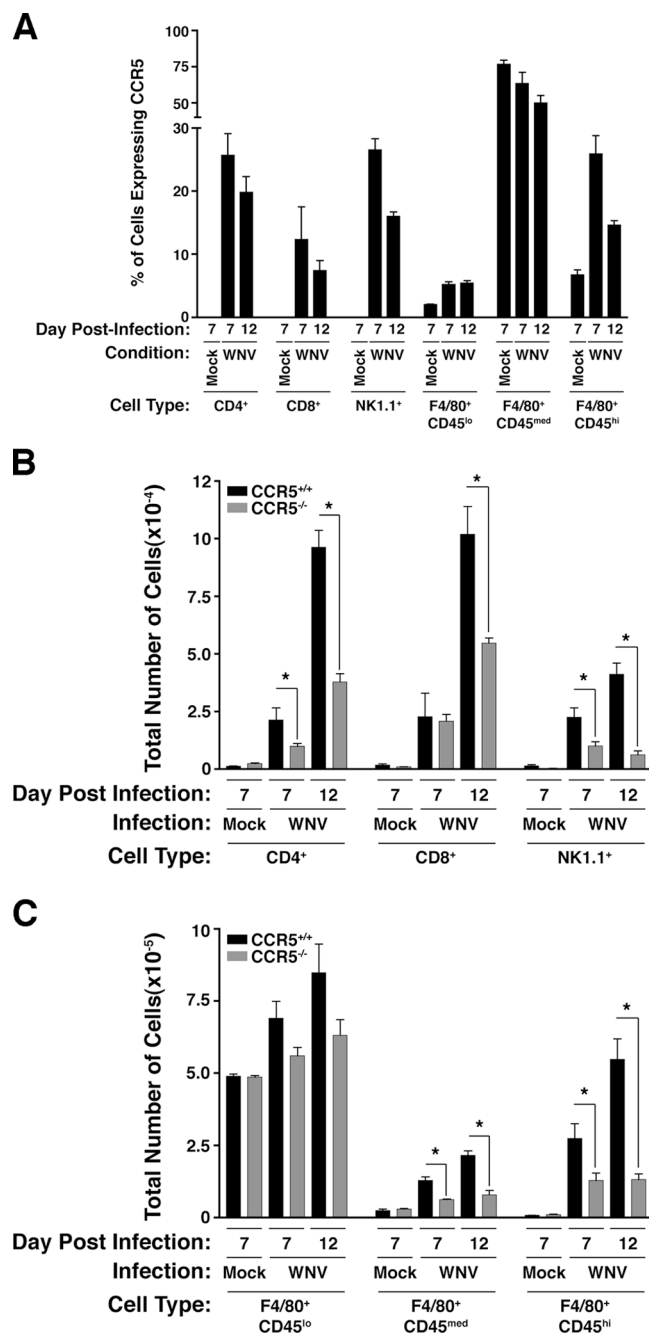 A
% of Cells Expressing CCR5
75
50
30
20
10
0
Day Post-Infection: 7 7 12 7 7 12 7 7 12 7 7 12 7 7 12 7 7 12
Condition: Mock WNV Mock WNV Mock WNV Mock WNV Mock WNV Mock WNV
Cell Type: CD4⁺ CD8⁺ NK1.1⁺ F4/80⁺ F4/80⁺ F4/80⁺
CD45ˡᵒ CD45ᵐᵉᵈ CD45ʰⁱ
B
Total Number of Cells(x10⁻⁴)
12
10
7.5
5.0
2.5
0
CCR5⁺/⁺
CCR5⁻/⁻
* * * * *
Day Post Infection: 7 7 12 7 7 12 7 7 12
Infection: Mock WNV Mock WNV Mock WNV
Cell Type: CD4⁺ CD8⁺ NK1.1⁺
C
Total Number of Cells(x10⁻⁵)
10
7.5
5.0
2.5
0
CCR5⁺/⁺
CCR5⁻/⁻
* * * *
Day Post Infection: 7 7 12 7 7 12 7 7 12
Infection: Mock WNV Mock WNV Mock WNV
Cell Type: F4/80⁺ F4/80⁺ F4/80⁺
CD45ˡᵒ CD45ᵐᵉᵈ CD45ʰⁱ